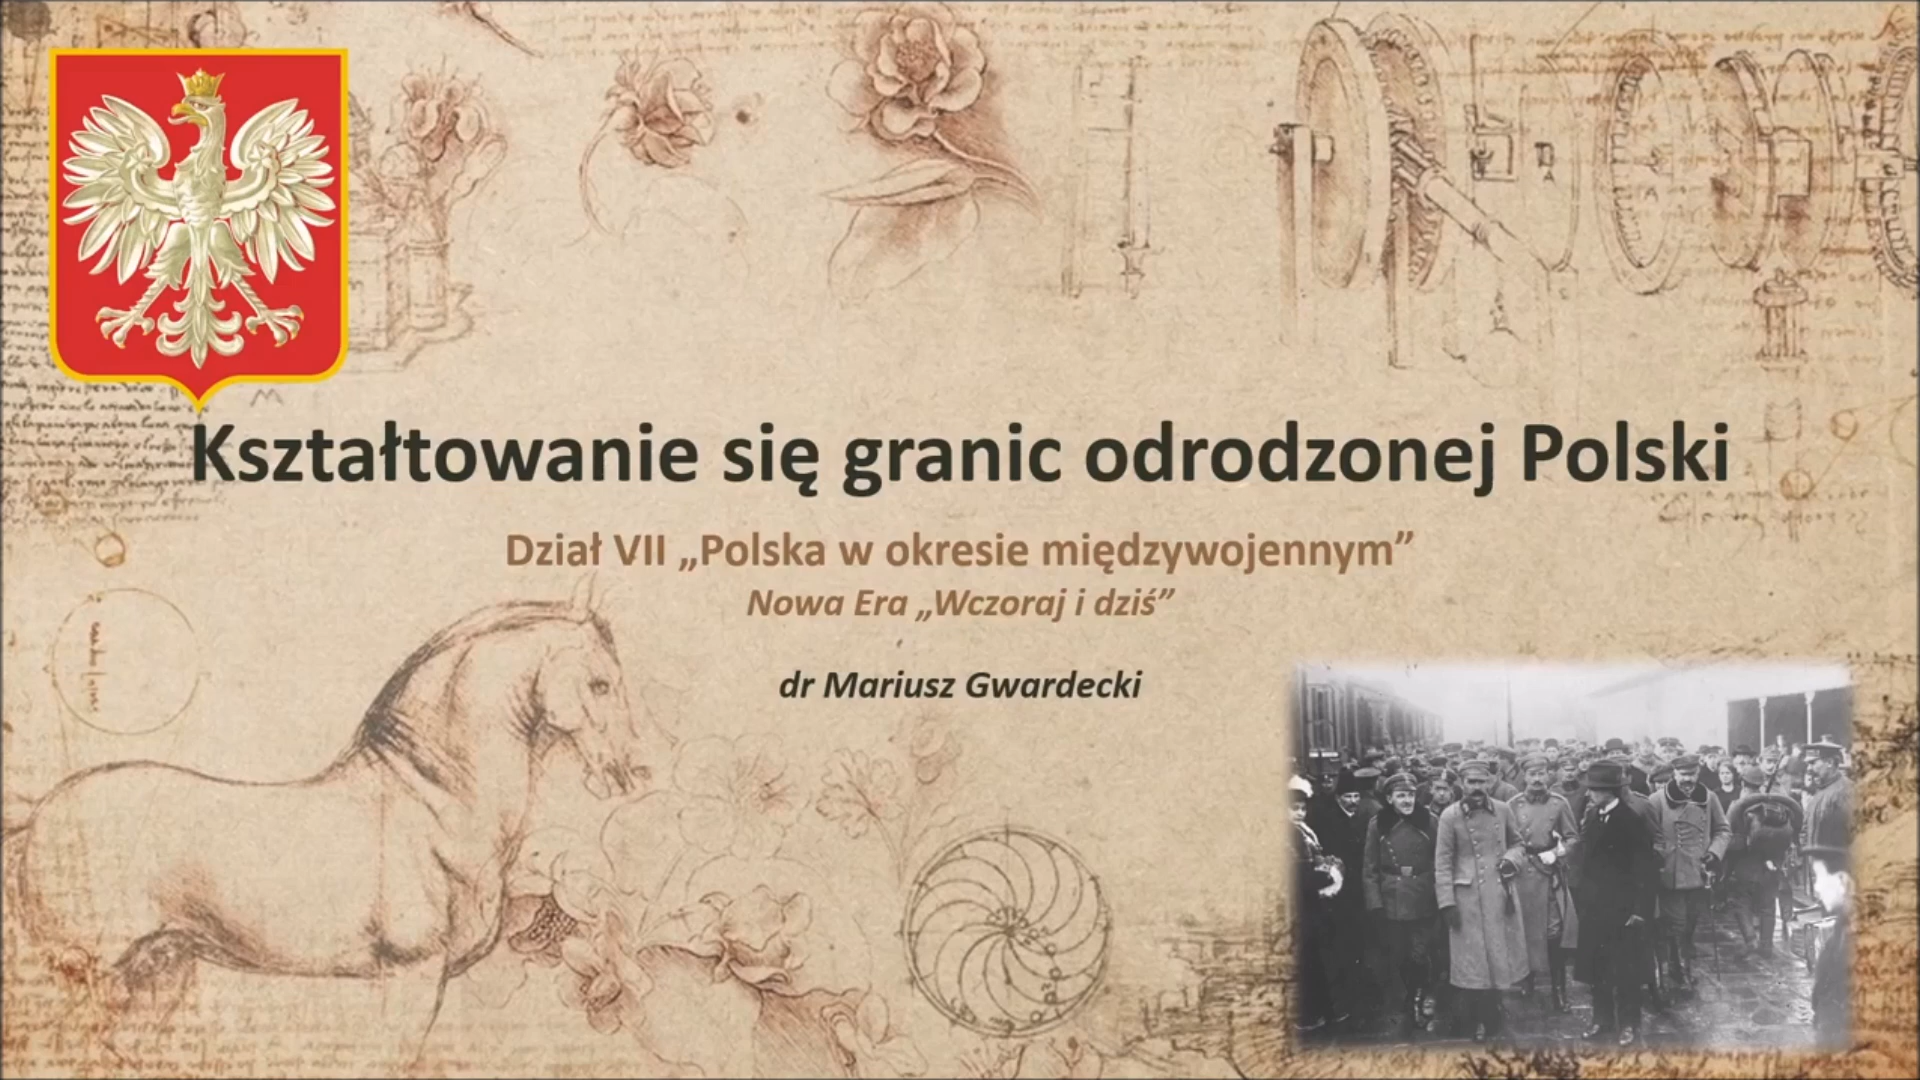 Kształtowanie się granic odrodzonej Polski
Dział VII „Polska w okresie międzywojennym”
Nowa Era „Wczoraj i dziś”
dr Mariusz Gwardecki